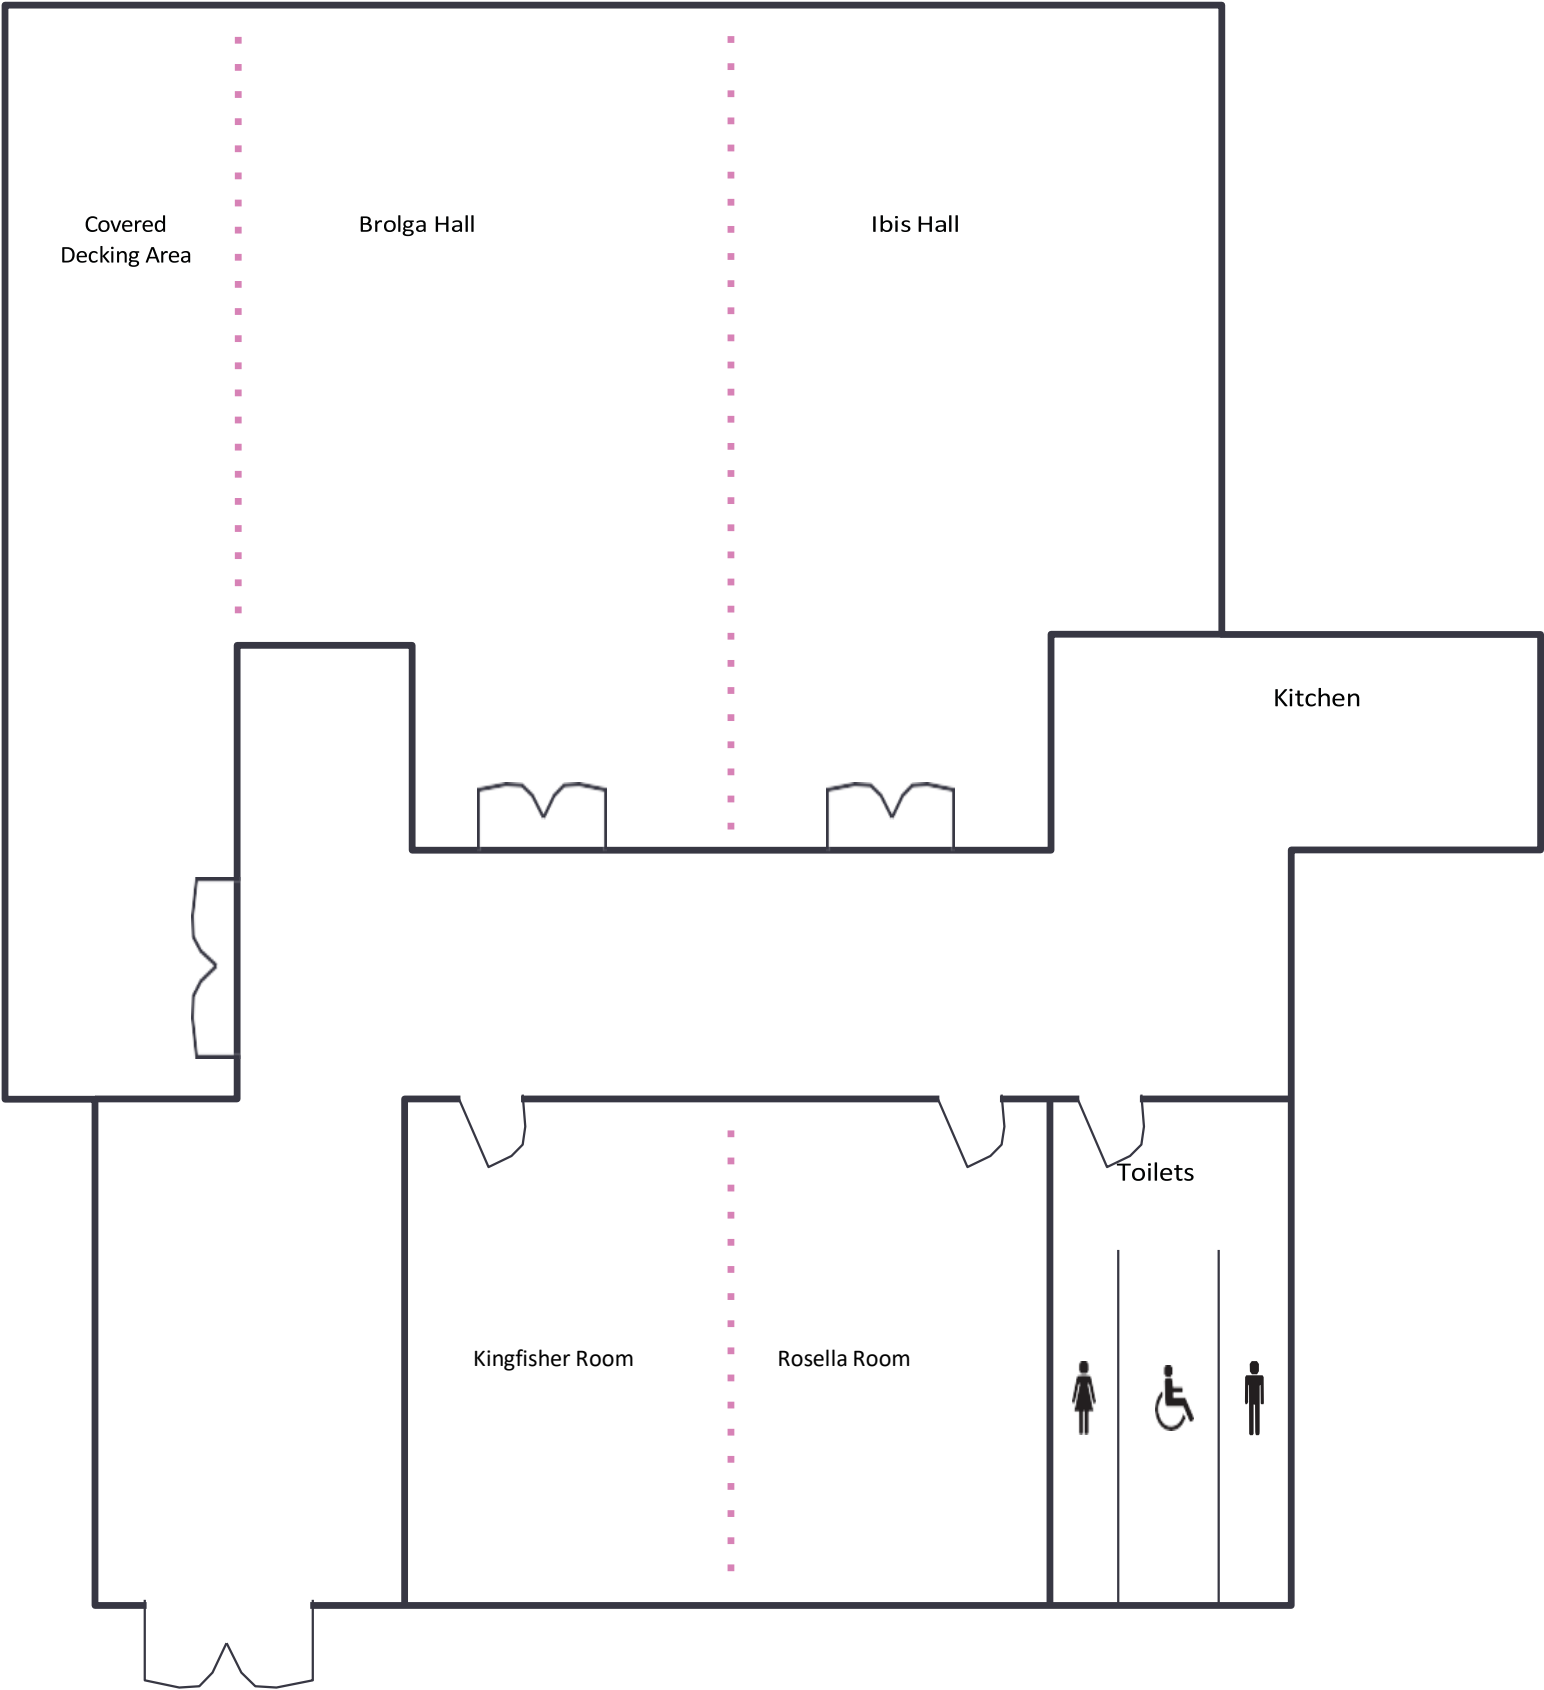 Covered
Decking Area
Brolga Hall
Ibis Hall
Kitchen
Toilets
Kingfisher Room
Rosella Room